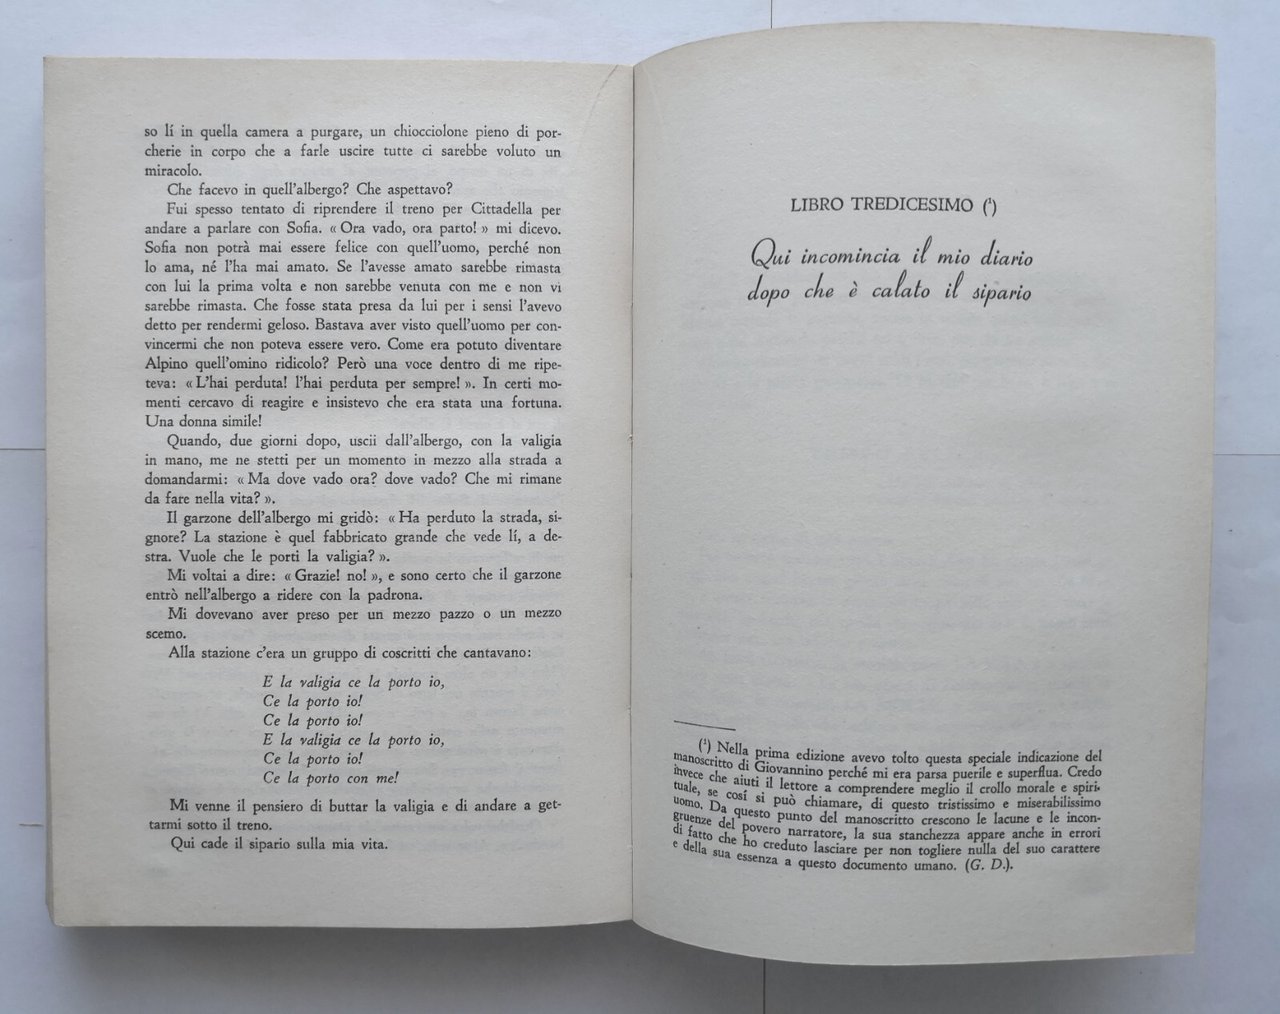 so lí in quella camera a purgare, un chiocciolone pieno di por-
cherie in corpo che a farle uscire tutte ci sarebbe voluto un
miracolo.
Che facevo in quell'albergo? Che aspettavo?
Fui spesso tentato di riprendere il treno per Cittadella per
andare a parlare con Sofia. « Ora vado, ora parto! » mi dicevo.
Sofia non potrà mai essere felice con quell'uomo, perché non
lo ama, né l'ha mai amato. Se l'avesse amato sarebbe rimasta
con lui la prima volta e non sarebbe venuta con me e non vi
sarebbe rimasta. Che fosse stata presa da lui per i sensi l'avevo
detto per rendermi geloso. Bastava aver visto quell'uomo per con-
vincermi che non poteva essere vero. Come era potuto diventare
Alpino quell'omino ridicolo? Però una voce dentro di me ripe-
teva: « L'hai perduta! l'hai perduta per sempre! ». In certi mo-
menti cercavo di reagire e insistevo che era stata una fortuna.
Una donna simile!
Quando, due giorni dopo, uscii dall'albergo, con la valigia
in mano, me ne stetti per un momento in mezzo alla strada a
domandarmi: « Ma dove vado ora? dove vado? Che mi rimane
da fare nella vita? ».
Il garzone dell'albergo mi gridò: « Ha perduto la strada, si-
gnore? La stazione è quel fabbricato grande che vede lí, a de-
stra. Vuole che le porti la valigia? ».
Mi voltai a dire: « Grazie! no! », e sono certo che il garzone
entrò nell'albergo a ridere con la padrona.
Mi dovevano aver preso per un mezzo pazzo o un mezzo
scemo.
Alla stazione c'era un gruppo di coscritti che cantavano:
E la valigia ce la porto io,
Ce la porto io!
Ce la porto io!
E la valigia ce la porto io,
Ce la porto io!
Ce la porto con me!
Mi venne il pensiero di buttar la valigia e di andare a get-
tarmi sotto il treno.
Qui cade il sipario sulla mia vita.
LIBRO TREDICESIMO (¹)
Qui incomincia il mio diario
dopo che è calato il sipario
(¹) Nella prima edizione avevo tolto questa speciale indicazione del
manoscritto di Giovannino perché mi era parsa puerile e superflua. Credo
invece che aiuti il lettore a comprendere meglio il crollo morale e spiri-
tuale, se cosí si può chiamare, di questo tristissimo e miserabilissimo
uomo. Da questo punto del manoscritto crescono le lacune e le incon-
gruenze del povero narratore, la sua stanchezza appare anche in errori
di fatto che ho creduto lasciare per non togliere nulla del suo carattere
e della sua essenza a questo documento umano. (G. D.).